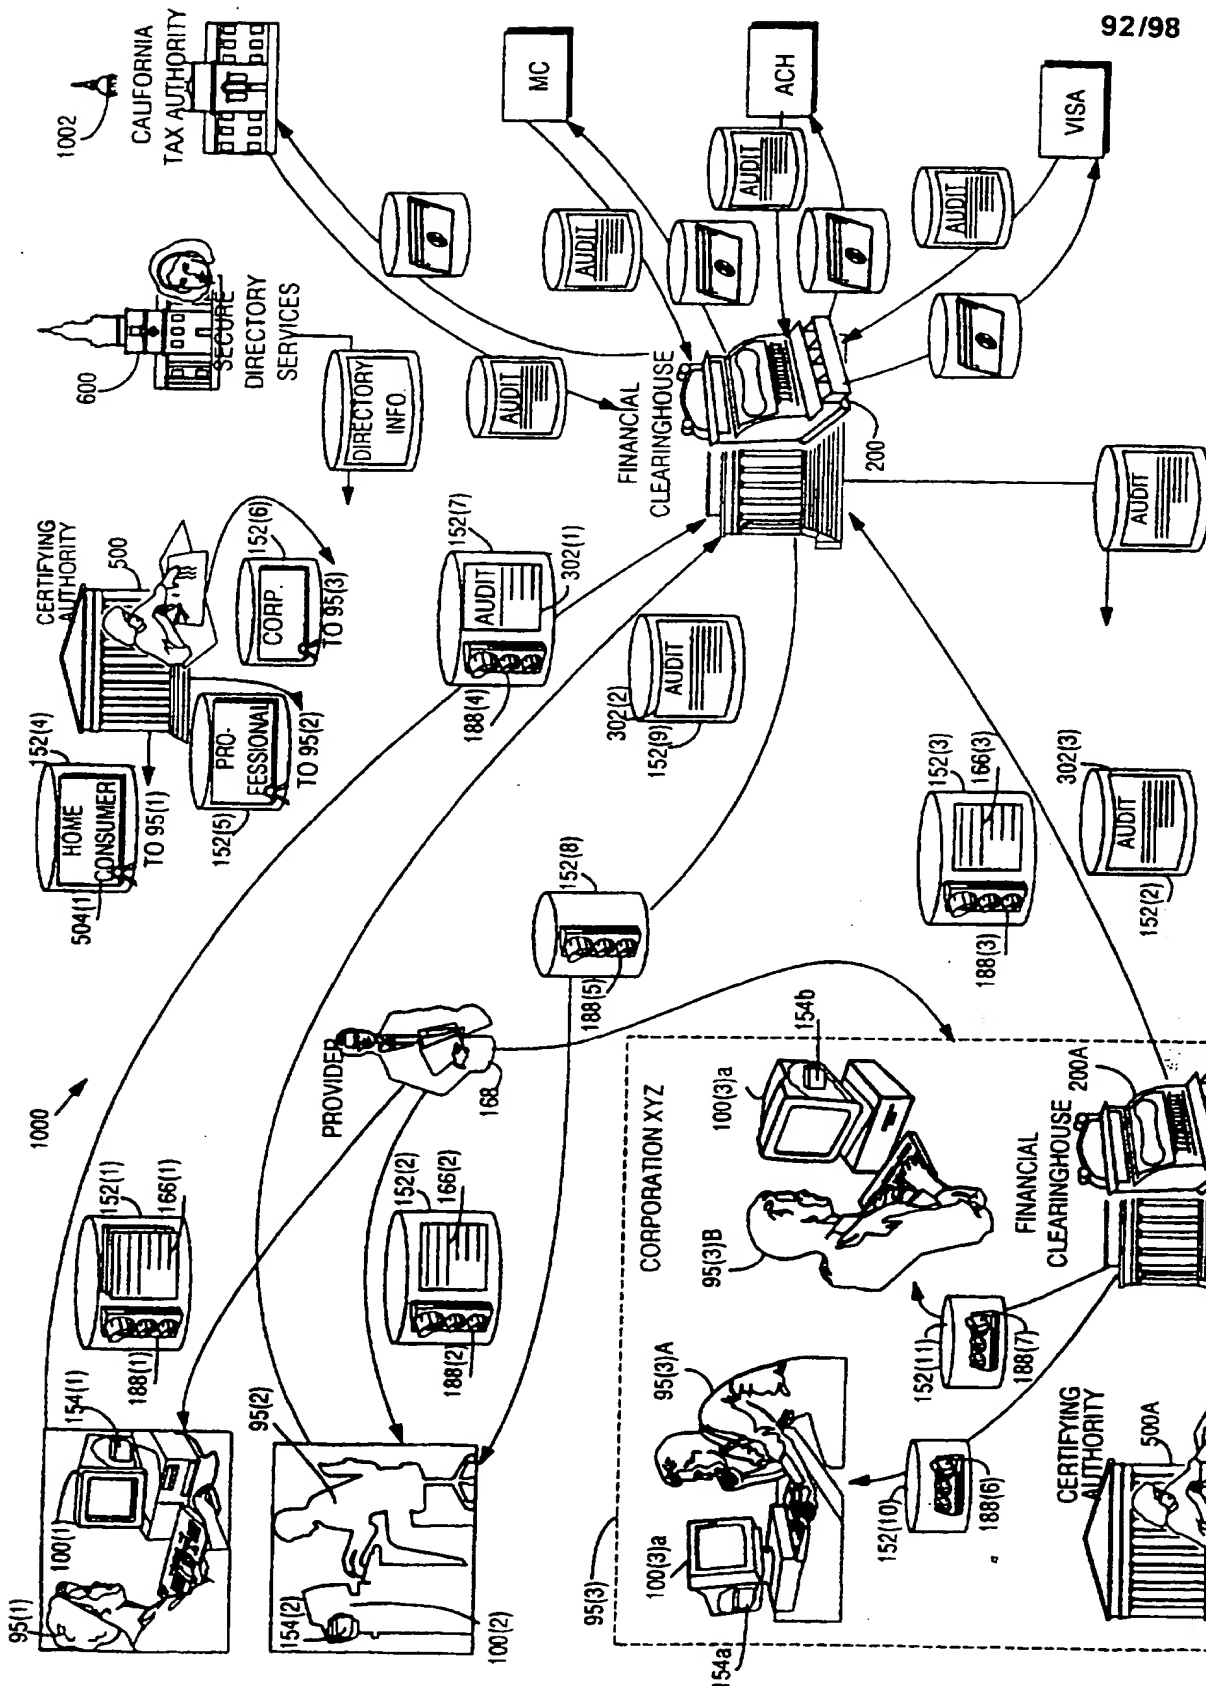 92/98
1000
1002
CALIFORNIA
TAX AUTHORITY
600
SECURE
DIRECTORY
SERVICES
DIRECTORY
INFO.
MC
ACH
VISA
AUDIT
AUDIT
AUDIT
AUDIT
FINANCIAL
CLEARINGHOUSE
200
AUDIT
CERTIFYING
AUTHORITY
500
152(4)
HOME
CONSUMER
504(1)
TO 95(1)
PRO-
FESSIONAL
152(5)
TO 95(2)
152(6)
CORP.
TO 95(3)
152(7)
AUDIT
302(1)
188(4)
302(2)
AUDIT
152(9)
152(8)
188(5)
152(3)
166(3)
188(3)
302(3)
AUDIT
152(2)
PROVIDER
168
152(1)
166(1)
188(1)
152(2)
166(2)
188(2)
95(1)
100(1)
154(1)
95(2)
154(2)
100(2)
95(3)
CORPORATION XYZ
100(3)a
154b
95(3)B
95(3)A
100(3)a
154a
FINANCIAL
CLEARINGHOUSE
200A
152(11)
188(7)
152(10)
188(6)
CERTIFYING
AUTHORITY
500A